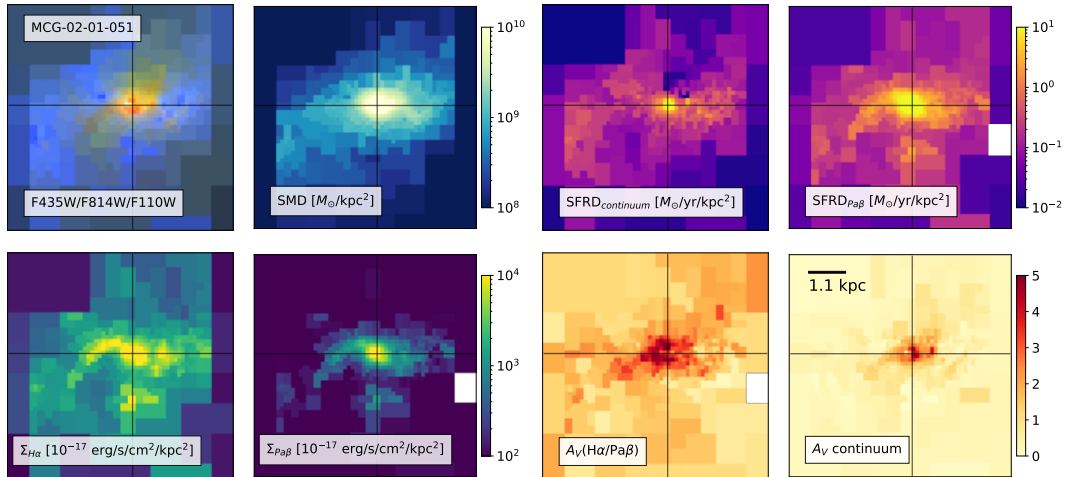 MCG-02-01-051
F435W/F814W/F110W
SMD [M⊙/kpc²]
10¹⁰
10⁹
10⁸
SFRD_continuum [M⊙/yr/kpc²]
SFRD_Paβ [M⊙/yr/kpc²]
10¹
10⁰
10⁻¹
10⁻²
Σ_Hα [10⁻¹⁷ erg/s/cm²/kpc²]
Σ_Paβ [10⁻¹⁷ erg/s/cm²/kpc²]
10⁴
10³
10²
A_V(Hα/Paβ)
1.1 kpc
A_V continuum
5
4
3
2
1
0